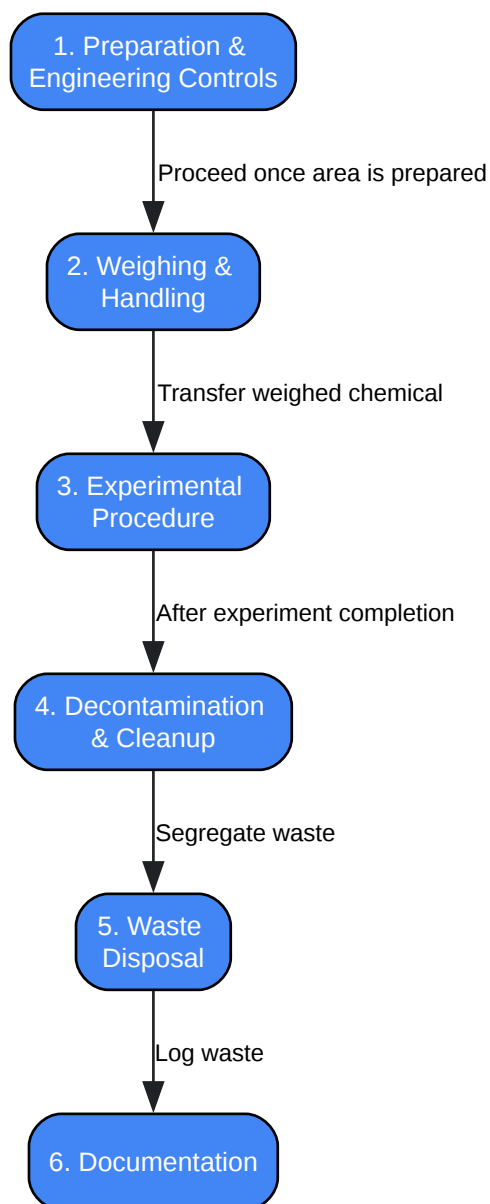 1. Preparation &
Engineering Controls
Proceed once area is prepared
2. Weighing &
Handling
Transfer weighed chemical
3. Experimental
Procedure
After experiment completion
4. Decontamination
& Cleanup
Segregate waste
5. Waste
Disposal
Log waste
6. Documentation